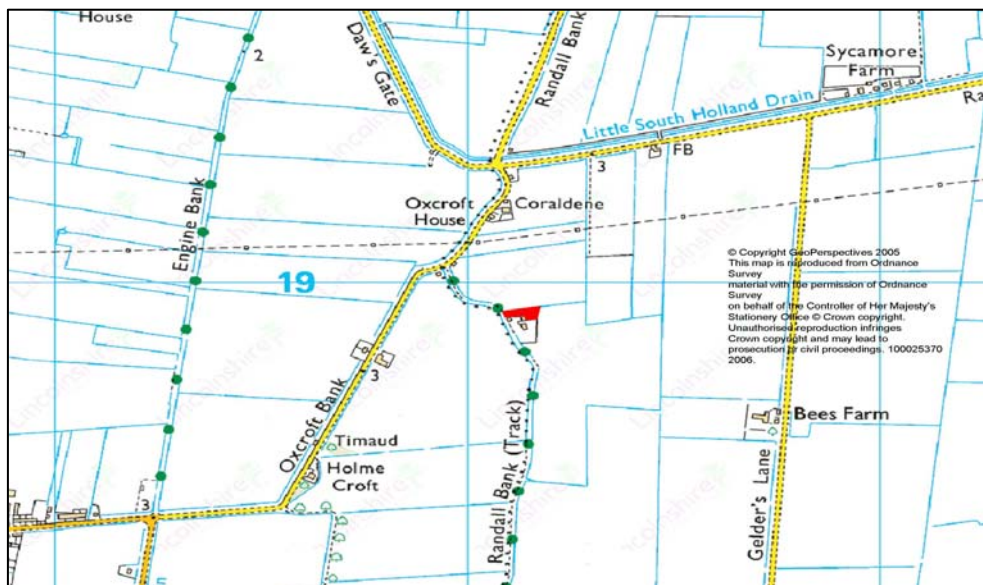 House
2
Daw's Gate
Randall Bank
Sycamore
Farm
Little South Holland Drain
Ra
3
FB
Engine Bank
Oxcroft
House
Coraldene
19
© Copyright GeoPerspectives 2005
This map is reproduced from Ordnance
Survey
material with the permission of Ordnance
Survey
on behalf of the Controller of Her Majesty's
Stationery Office © Crown copyright.
Unauthorised reproduction infringes
Crown copyright and may lead to
prosecution or civil proceedings. 100025370
2006.
3
Oxcroft Bank
Timaud
Holme
Croft
Randall Bank (Track)
Bees Farm
Gelder's Lane
3
Lincolnshire